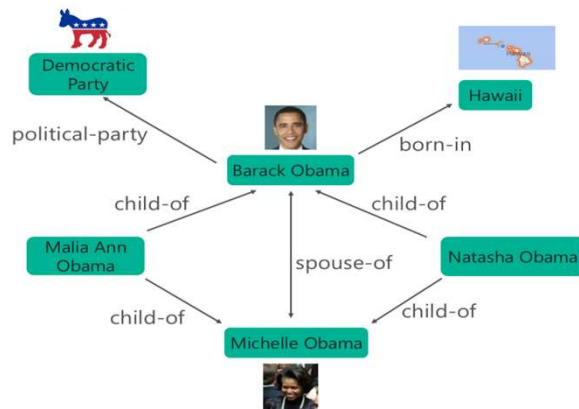 Democratic
Party
Hawaii
political-party
born-in
Barack Obama
child-of
child-of
Malia Ann
Obama
spouse-of
Natasha Obama
child-of
child-of
Michelle Obama